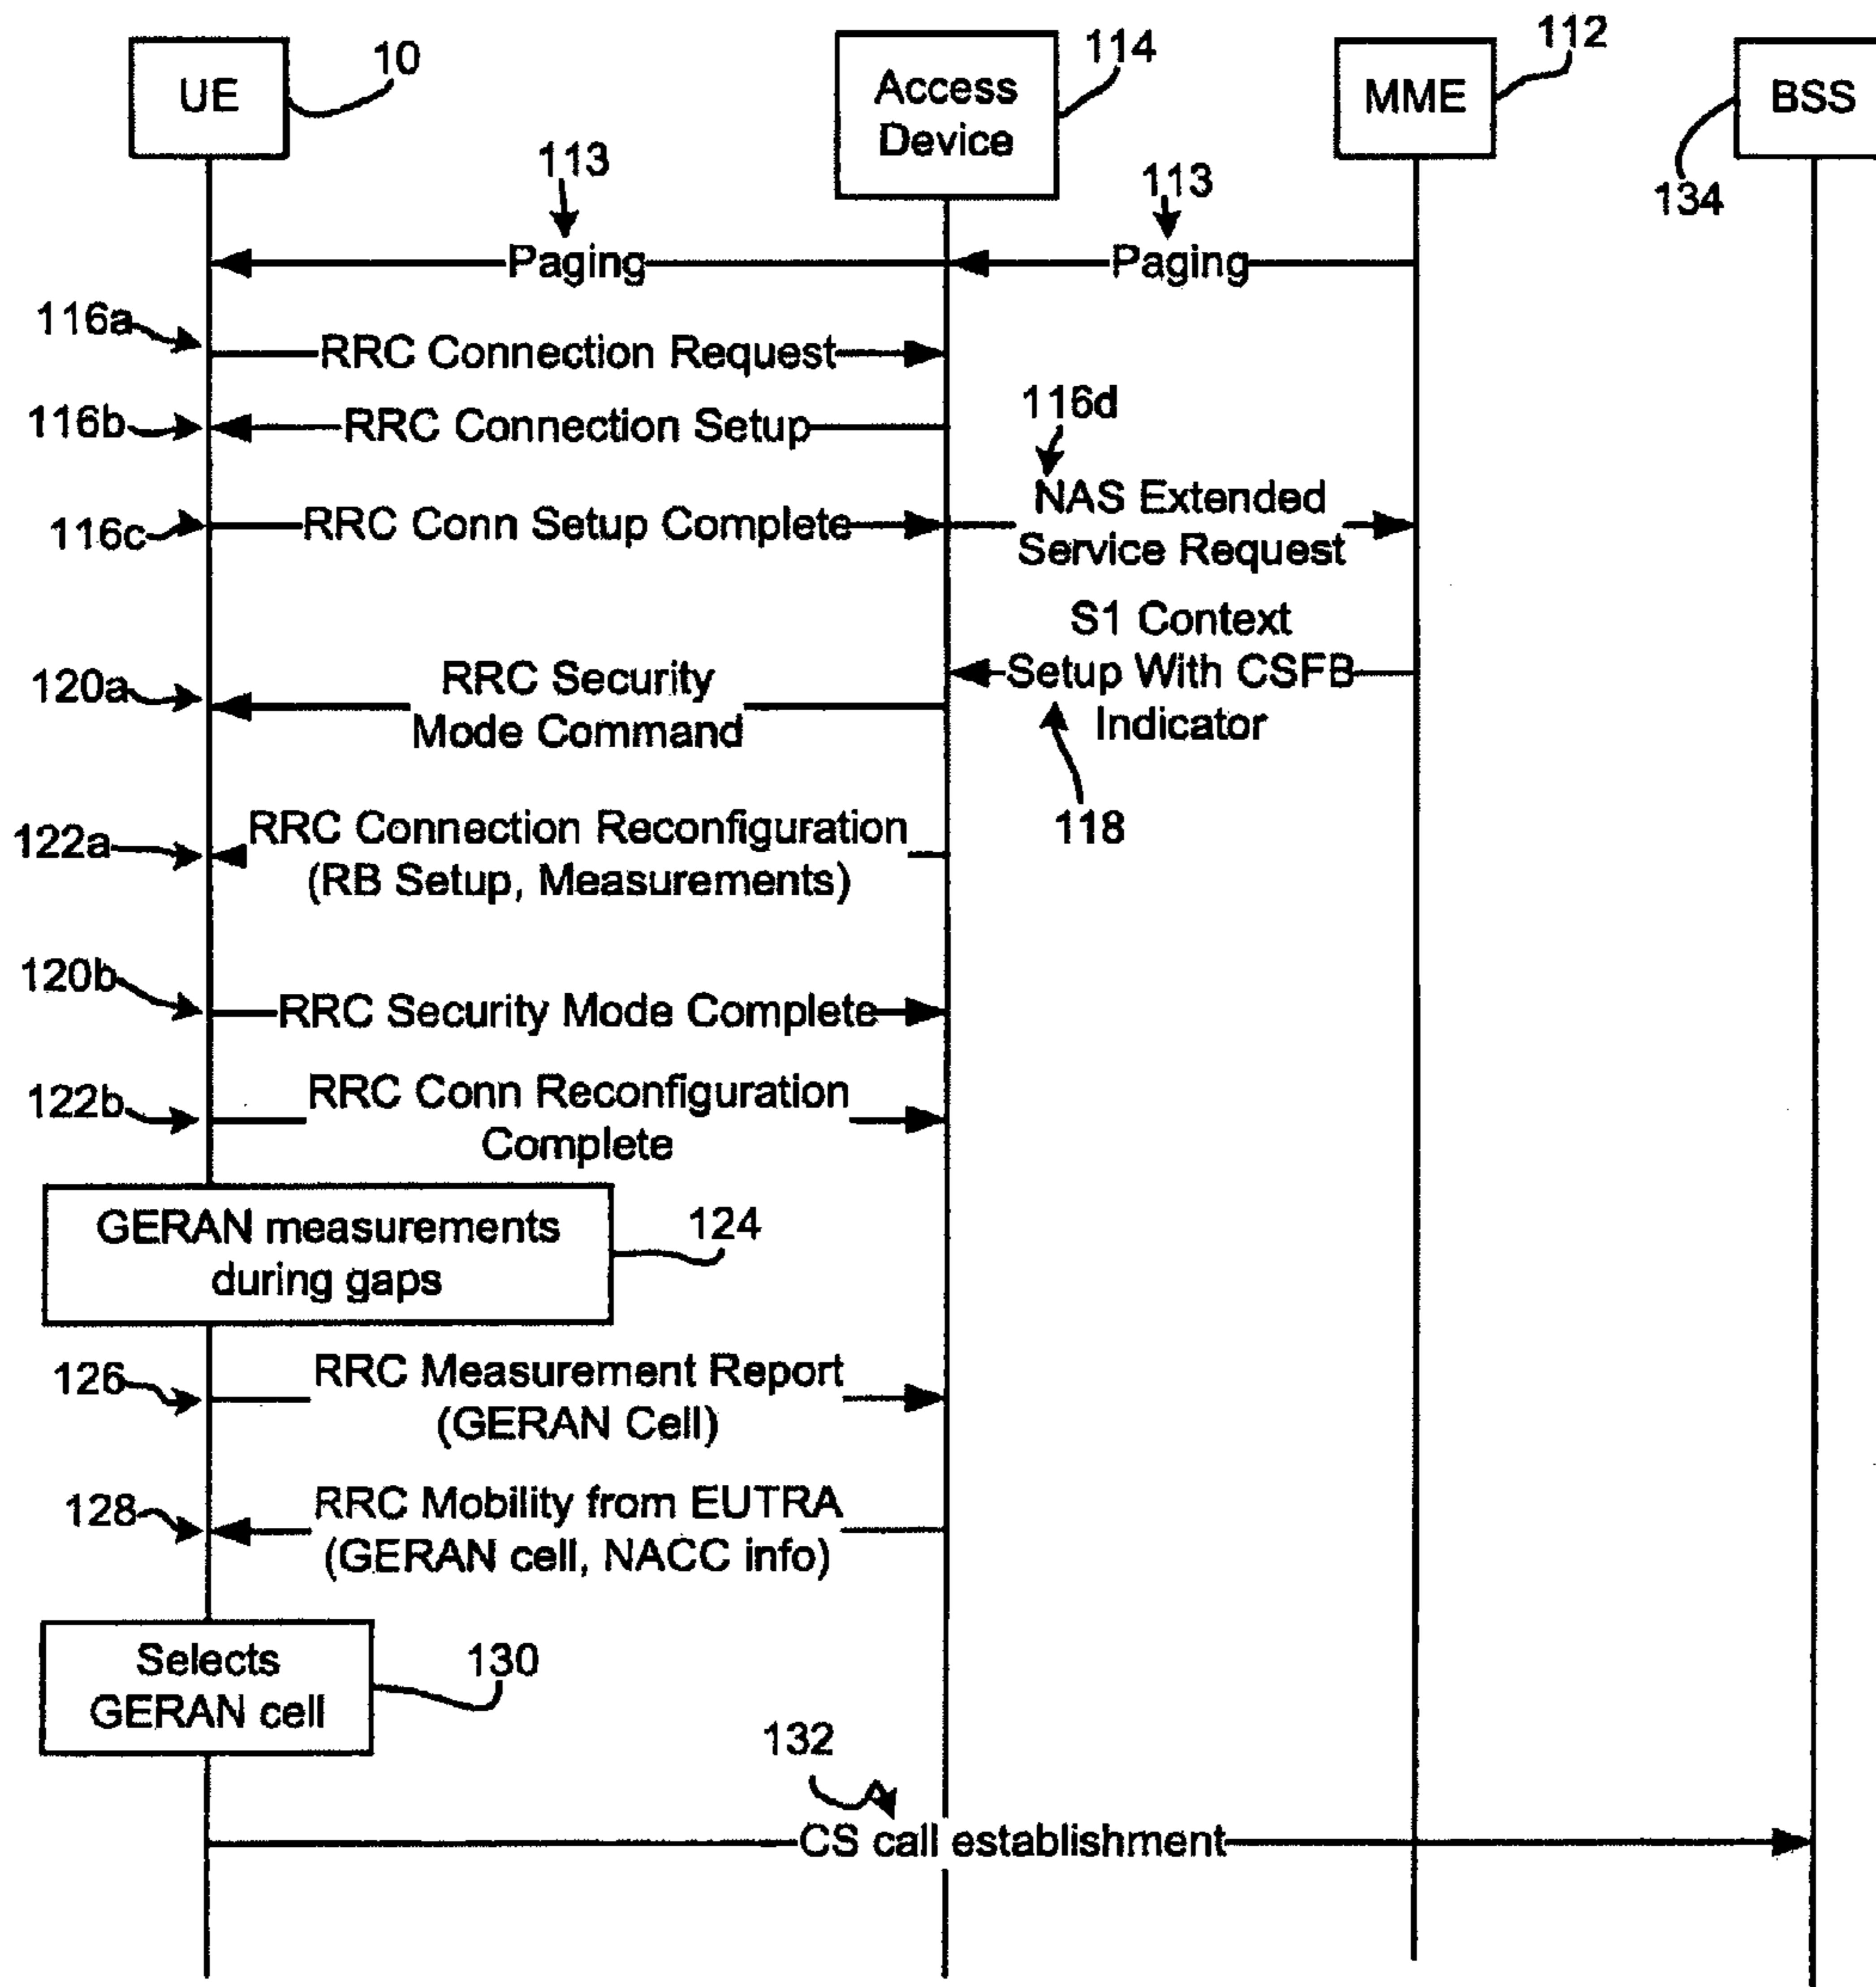 UE
10
Access
Device
114
MME
112
BSS
134
113
113
Paging
Paging
116a
RRC Connection Request
116b
RRC Connection Setup
116d
116c
RRC Conn Setup Complete
NAS Extended
Service Request
S1 Context
Setup With CSFB
Indicator
118
120a
RRC Security
Mode Command
122a
RRC Connection Reconfiguration
(RB Setup, Measurements)
120b
RRC Security Mode Complete
122b
RRC Conn Reconfiguration
Complete
GERAN measurements
during gaps
124
126
RRC Measurement Report
(GERAN Cell)
128
RRC Mobility from EUTRA
(GERAN cell, NACC info)
Selects
GERAN cell
130
132
CS call establishment